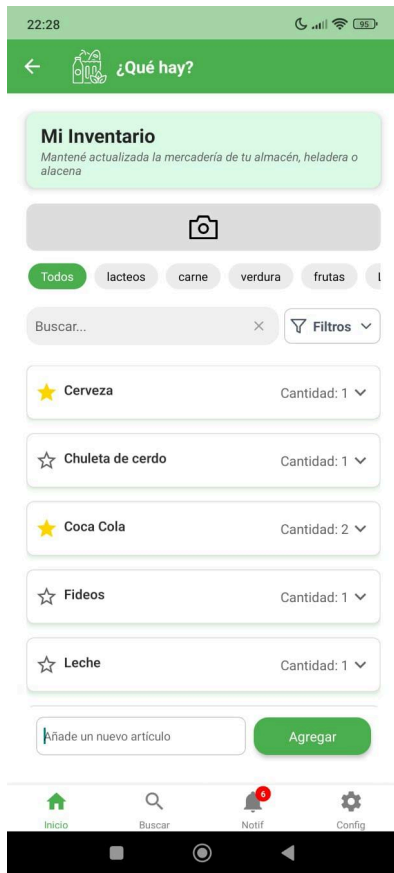 22:28
95
¿Qué hay?
Mi Inventario
Mantené actualizada la mercadería de tu almacén, heladera o
alacena
Todos lacteos carne verdura frutas
Buscar... Filtros
Cerveza Cantidad: 1
Chuleta de cerdo Cantidad: 1
Coca Cola Cantidad: 2
Fideos Cantidad: 1
Leche Cantidad: 1
Añade un nuevo artículo Agregar
6
Inicio Buscar Notif Config